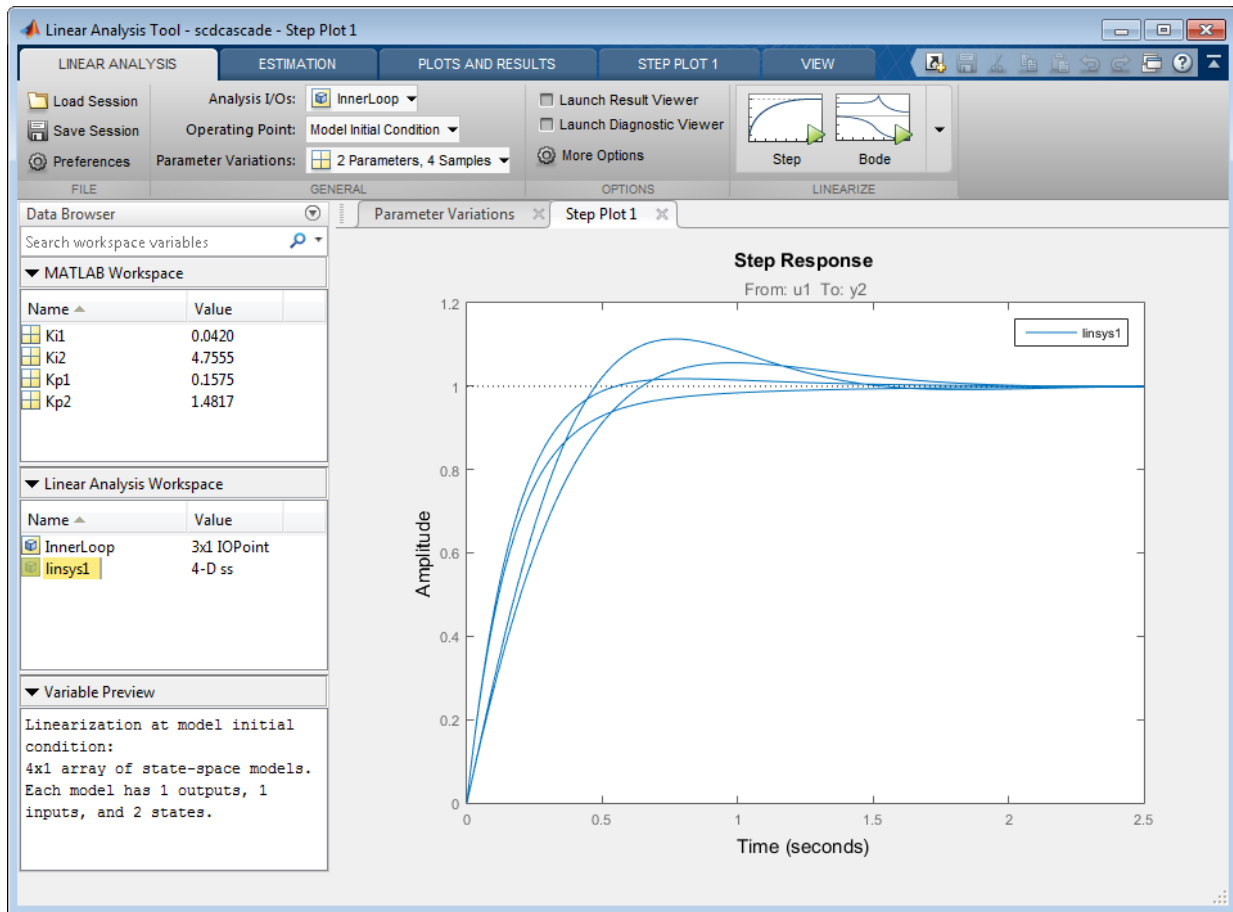 Linear Analysis Tool - scdcascade - Step Plot 1
LINEAR ANALYSIS ESTIMATION PLOTS AND RESULTS STEP PLOT 1 VIEW
Load Session
Save Session
Preferences
FILE
Analysis I/Os: InnerLoop
Operating Point: Model Initial Condition
Parameter Variations: 2 Parameters, 4 Samples
GENERAL
Launch Result Viewer
Launch Diagnostic Viewer
More Options
OPTIONS
Step Bode
LINEARIZE
Data Browser
Search workspace variables
MATLAB Workspace
Name Value
Ki1 0.0420
Ki2 4.7555
Kp1 0.1575
Kp2 1.4817
Linear Analysis Workspace
Name Value
InnerLoop 3x1 IOPoint
linsys1 4-D ss
Variable Preview
Linearization at model initial
condition:
4x1 array of state-space models.
Each model has 1 outputs, 1
inputs, and 2 states.
Parameter Variations Step Plot 1
Step Response
From: u1 To: y2
linsys1
Amplitude
1.2
1
0.8
0.6
0.4
0.2
0
0 0.5 1 1.5 2 2.5
Time (seconds)